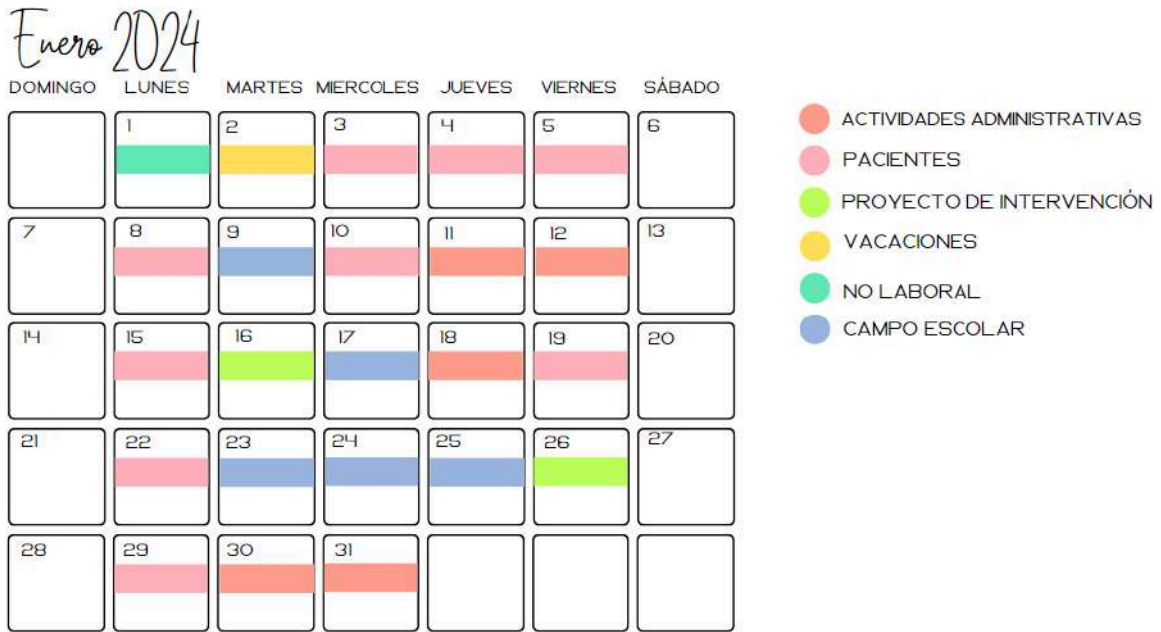 Enero 2024
DOMINGO LUNES MARTES MIERCOLES JUEVES VIERNES SÁBADO
1 2 3 4 5 6
7 8 9 10 11 12 13
14 15 16 17 18 19 20
21 22 23 24 25 26 27
28 29 30 31
ACTIVIDADES ADMINISTRATIVAS
PACIENTES
PROYECTO DE INTERVENCIÓN
VACACIONES
NO LABORAL
CAMPO ESCOLAR